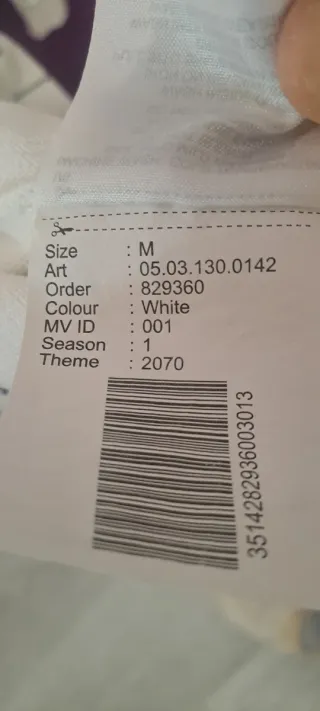 Size : M
Art : 05.03.130.0142
Order : 829360
Colour : White
MV ID : 001
Season : 1
Theme : 2070
3514282936003013